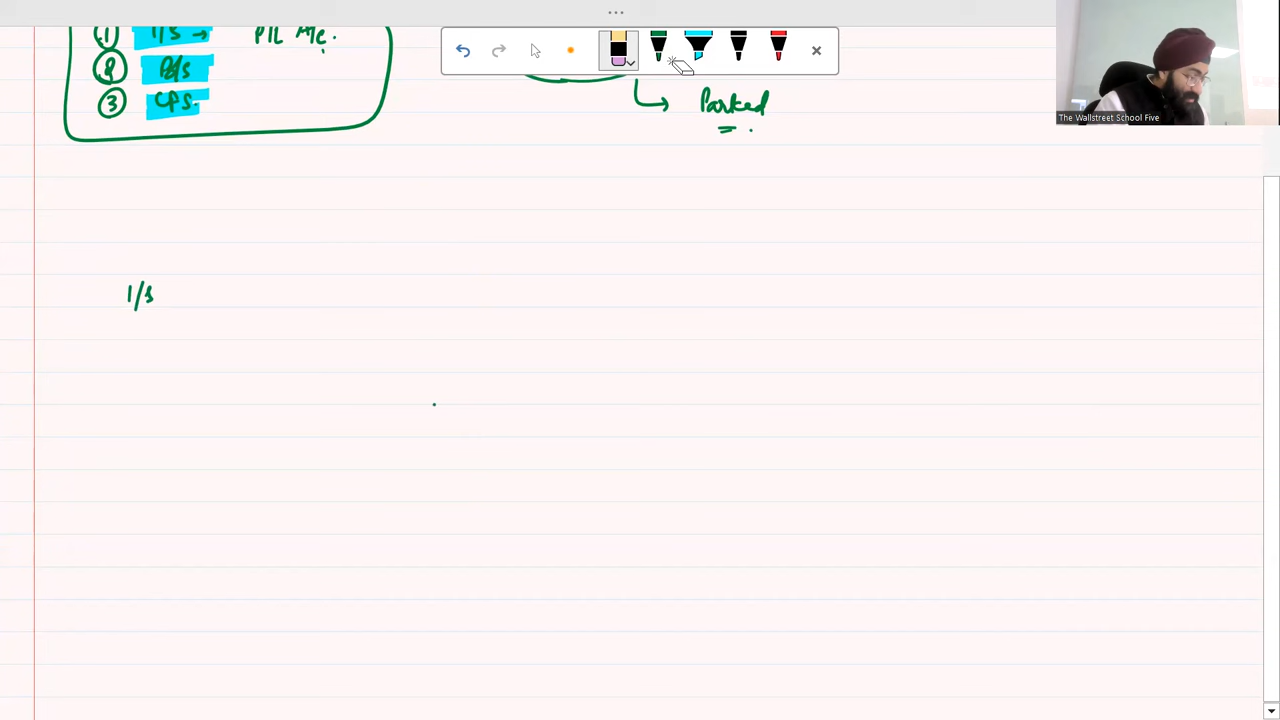 ① I/S → P/L A/c.
② B/S
③ CFS.
↳ Parked
The Wallstreet School Five
I/S